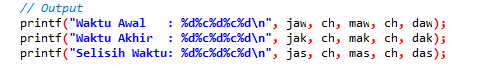 // Output
printf("Waktu Awal   : %d%c%d%c%d\n", jaw, ch, maw, ch, daw);
printf("Waktu Akhir  : %d%c%d%c%d\n", jak, ch, mak, ch, dak);
printf("Selisih Waktu: %d%c%d%c%d\n", jas, ch, mas, ch, das);